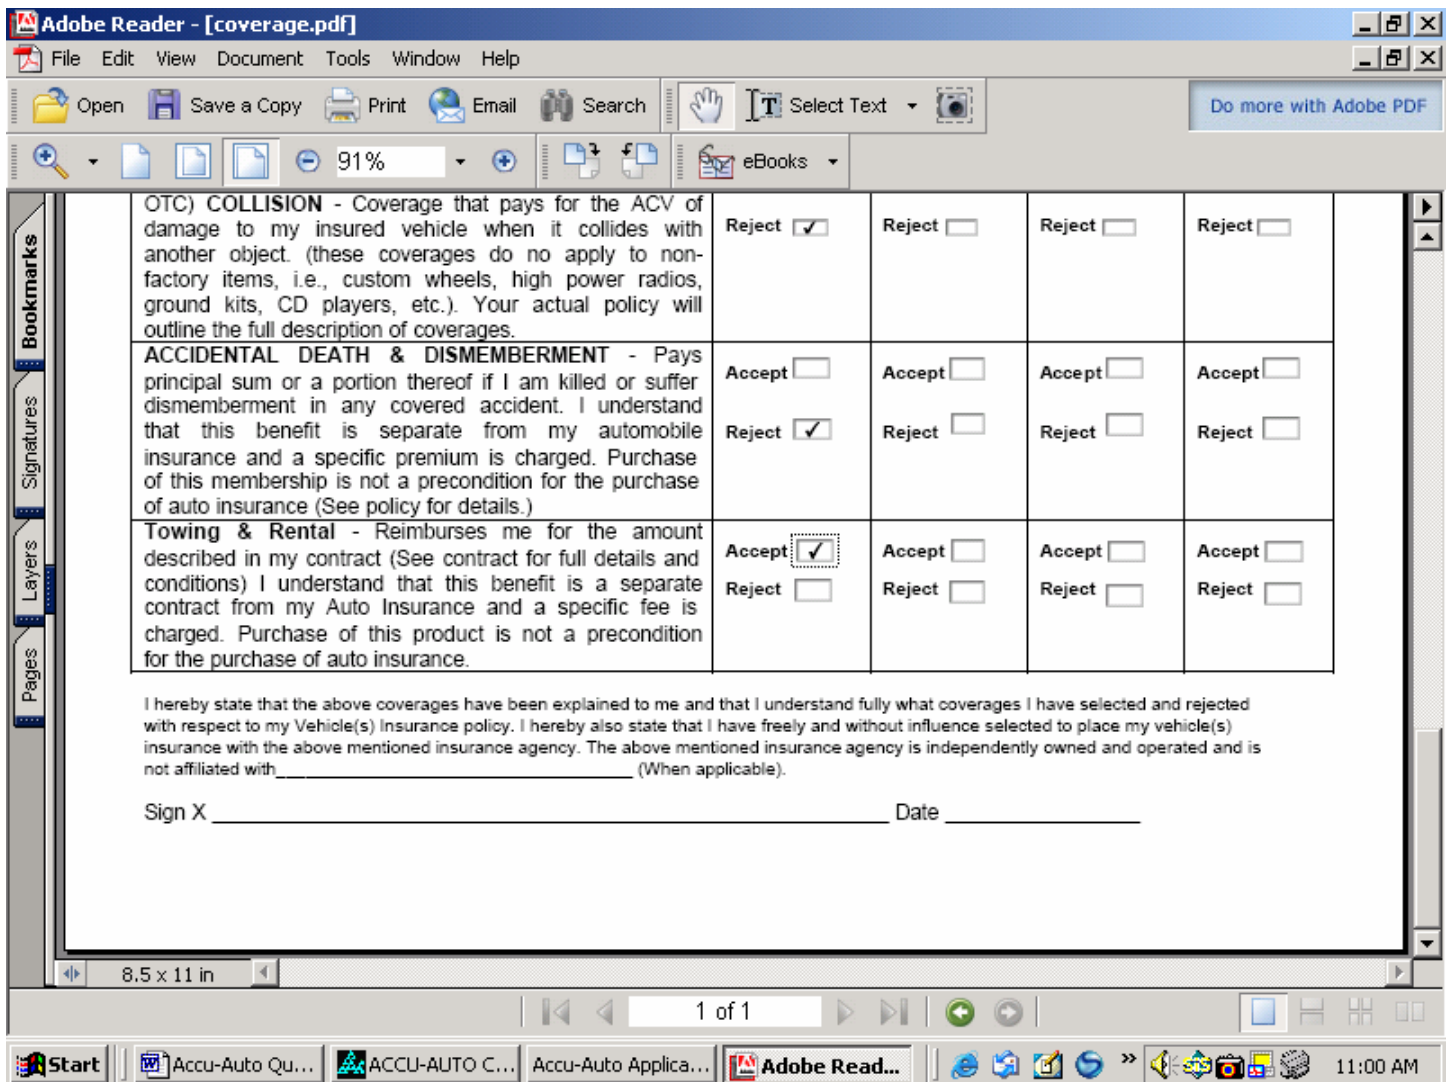 Adobe Reader - [coverage.pdf]
File Edit View Document Tools Window Help
Open Save a Copy Print Email Search Select Text Do more with Adobe PDF
91% eBooks
Bookmarks
Signatures
Layers
Pages
OTC) COLLISION - Coverage that pays for the ACV of
damage to my insured vehicle when it collides with
another object. (these coverages do no apply to non-
factory items, i.e., custom wheels, high power radios,
ground kits, CD players, etc.). Your actual policy will
outline the full description of coverages.
Reject Reject Reject Reject
ACCIDENTAL DEATH & DISMEMBERMENT - Pays
principal sum or a portion thereof if I am killed or suffer
dismemberment in any covered accident. I understand
that this benefit is separate from my automobile
insurance and a specific premium is charged. Purchase
of this membership is not a precondition for the purchase
of auto insurance (See policy for details.)
Accept Accept Accept Accept
Reject Reject Reject Reject
Towing & Rental - Reimburses me for the amount
described in my contract (See contract for full details and
conditions) I understand that this benefit is a separate
contract from my Auto Insurance and a specific fee is
charged. Purchase of this product is not a precondition
for the purchase of auto insurance.
Accept Accept Accept Accept
Reject Reject Reject Reject
I hereby state that the above coverages have been explained to me and that I understand fully what coverages I have selected and rejected
with respect to my Vehicle(s) Insurance policy. I hereby also state that I have freely and without influence selected to place my vehicle(s)
insurance with the above mentioned insurance agency. The above mentioned insurance agency is independently owned and operated and is
not affiliated with______________________________ (When applicable).
Sign X ______________________________ Date ______________
8.5 x 11 in
1 of 1
Start Accu-Auto Qu... ACCU-AUTO C... Accu-Auto Applica... Adobe Read... 11:00 AM